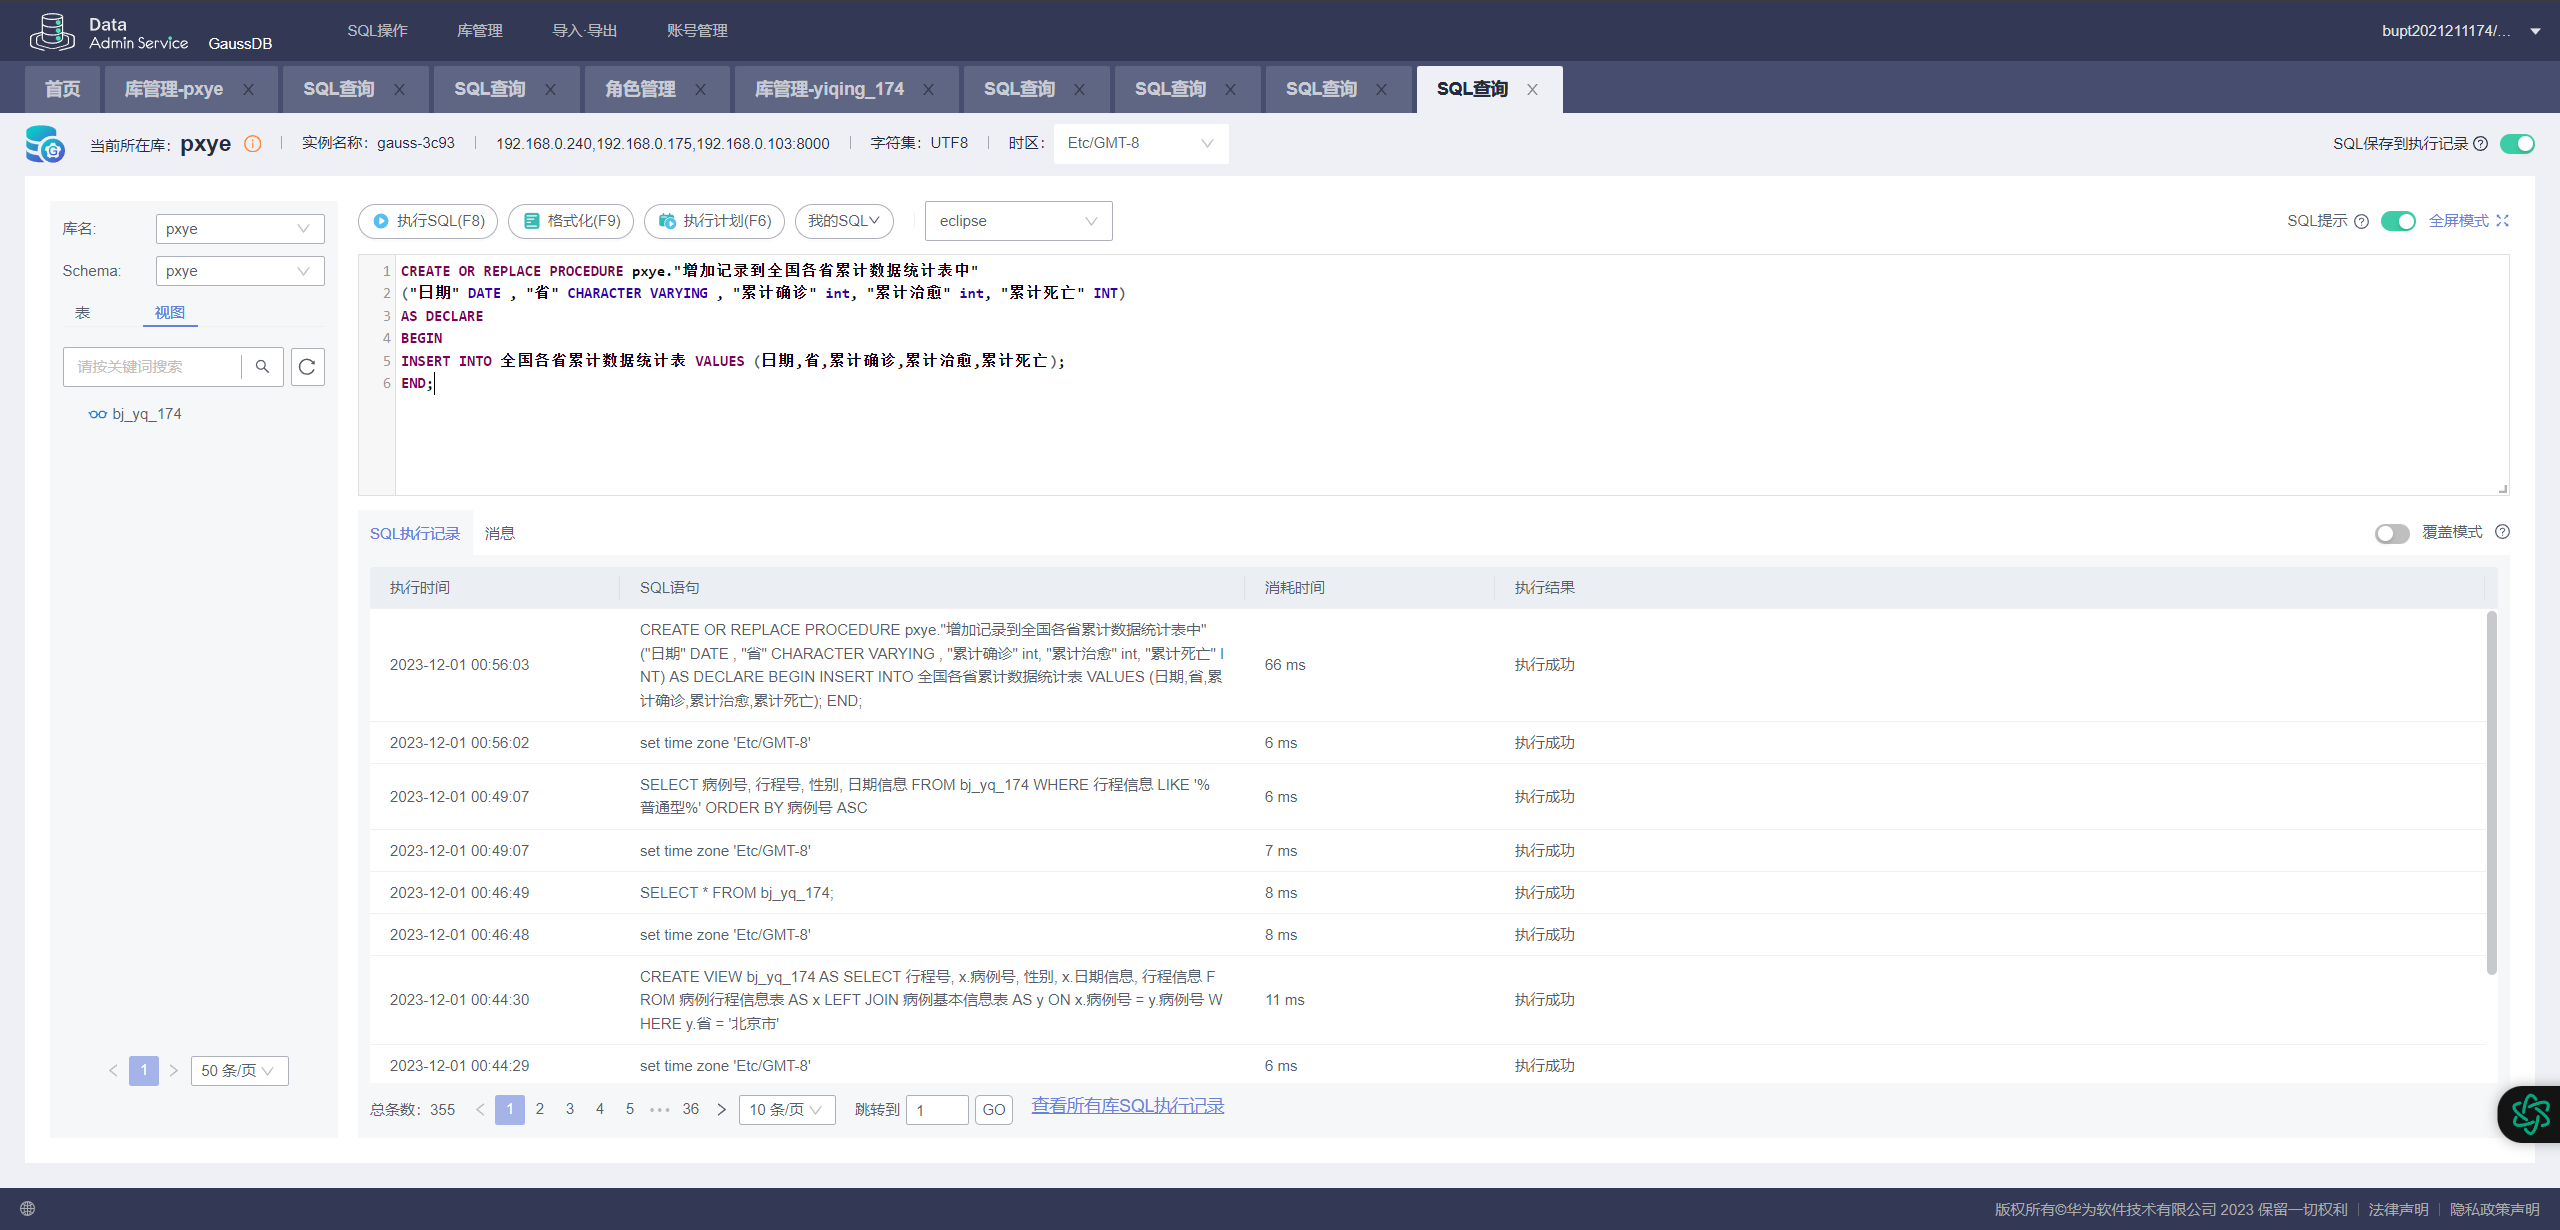 Data
Admin Service GaussDB
SQL操作 库管理 导入·导出 账号管理
bupt2021211174/...
首页 库管理-pxye SQL查询 SQL查询 角色管理 库管理-yiqing_174 SQL查询 SQL查询 SQL查询 SQL查询
当前所在库: pxye 实例名称: gauss-3c93 192.168.0.240,192.168.0.175,192.168.0.103:8000 字符集: UTF8 时区: Etc/GMT-8
SQL保存到执行记录
库名: pxye
Schema: pxye
表 视图
请按关键词搜索
bj_yq_174
1
50 条/页
执行SQL(F8) 格式化(F9) 执行计划(F6) 我的SQL eclipse
SQL提示 全屏模式
1 CREATE OR REPLACE PROCEDURE pxye."增加记录到全国各省累计数据统计表中"
2 ("日期" DATE , "省" CHARACTER VARYING , "累计确诊" int, "累计治愈" int, "累计死亡" INT)
3 AS DECLARE
4 BEGIN
5 INSERT INTO 全国各省累计数据统计表 VALUES (日期,省,累计确诊,累计治愈,累计死亡);
6 END;
SQL执行记录 消息
覆盖模式
执行时间 SQL语句 消耗时间 执行结果
2023-12-01 00:56:03
CREATE OR REPLACE PROCEDURE pxye."增加记录到全国各省累计数据统计表中"
("日期" DATE , "省" CHARACTER VARYING , "累计确诊" int, "累计治愈" int, "累计死亡" I
NT) AS DECLARE BEGIN INSERT INTO 全国各省累计数据统计表 VALUES (日期,省,累
计确诊,累计治愈,累计死亡); END;
66 ms 执行成功
2023-12-01 00:56:02 set time zone 'Etc/GMT-8' 6 ms 执行成功
2023-12-01 00:49:07
SELECT 病例号, 行程号, 性别, 日期信息 FROM bj_yq_174 WHERE 行程信息 LIKE '%
普通型%' ORDER BY 病例号 ASC
6 ms 执行成功
2023-12-01 00:49:07 set time zone 'Etc/GMT-8' 7 ms 执行成功
2023-12-01 00:46:49 SELECT * FROM bj_yq_174; 8 ms 执行成功
2023-12-01 00:46:48 set time zone 'Etc/GMT-8' 8 ms 执行成功
2023-12-01 00:44:30
CREATE VIEW bj_yq_174 AS SELECT 行程号, x.病例号, 性别, x.日期信息, 行程信息 F
ROM 病例行程信息表 AS x LEFT JOIN 病例基本信息表 AS y ON x.病例号 = y.病例号 W
HERE y.省 = '北京市'
11 ms 执行成功
2023-12-01 00:44:29 set time zone 'Etc/GMT-8' 6 ms 执行成功
总条数: 355 1 2 3 4 5 ••• 36 10 条/页 跳转到 1 GO 查看所有库SQL执行记录
版权所有©华为软件技术有限公司 2023 保留一切权利 法律声明 隐私政策声明